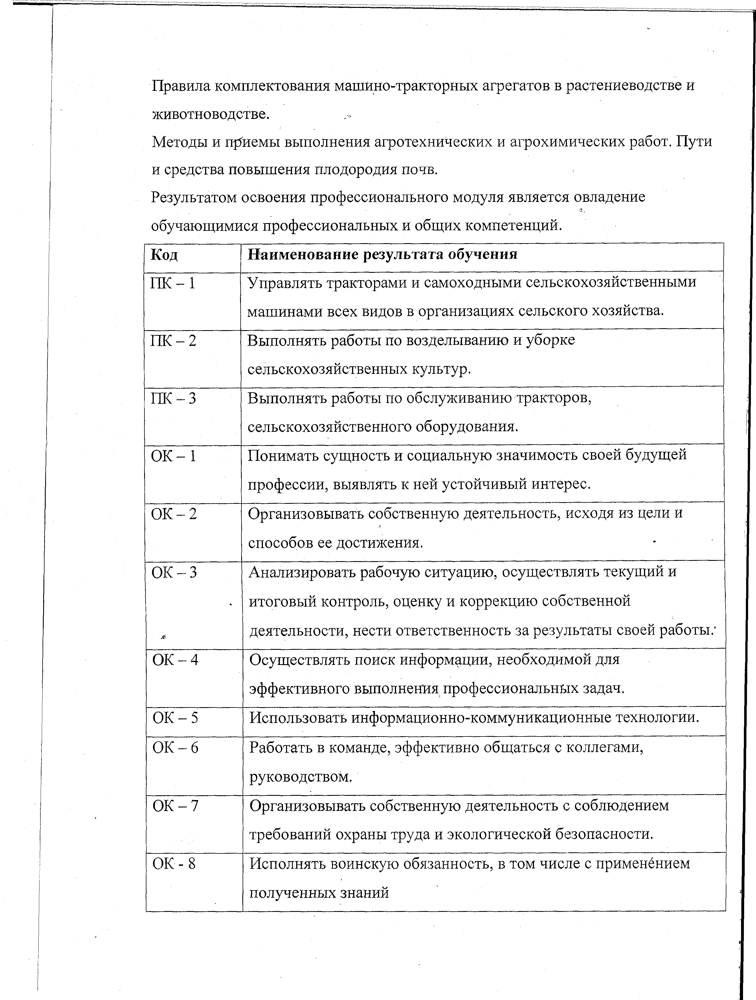 Правила комплектования машино-тракторных агрегатов в растениеводстве и
животноводстве.
Методы и приемы выполнения агротехнических и агрохимических работ. Пути
и средства повышения плодородия почв.
Результатом освоения профессионального модуля является овладение
обучающимися профессиональных и общих компетенций.
Код Наименование результата обучения
ПК – 1 Управлять тракторами и самоходными сельскохозяйственными
машинами всех видов в организациях сельского хозяйства.
ПК – 2 Выполнять работы по возделыванию и уборке
сельскохозяйственных культур.
ПК – 3 Выполнять работы по обслуживанию тракторов,
сельскохозяйственного оборудования.
ОК – 1 Понимать сущность и социальную значимость своей будущей
профессии, выявлять к ней устойчивый интерес.
ОК – 2 Организовывать собственную деятельность, исходя из цели и
способов ее достижения.
ОК – 3 Анализировать рабочую ситуацию, осуществлять текущий и
итоговый контроль, оценку и коррекцию собственной
деятельности, нести ответственность за результаты своей работы.
ОК – 4 Осуществлять поиск информации, необходимой для
эффективного выполнения профессиональных задач.
ОК – 5 Использовать информационно-коммуникационные технологии.
ОК – 6 Работать в команде, эффективно общаться с коллегами,
руководством.
ОК – 7 Организовывать собственную деятельность с соблюдением
требований охраны труда и экологической безопасности.
ОК - 8 Исполнять воинскую обязанность, в том числе с применением
полученных знаний